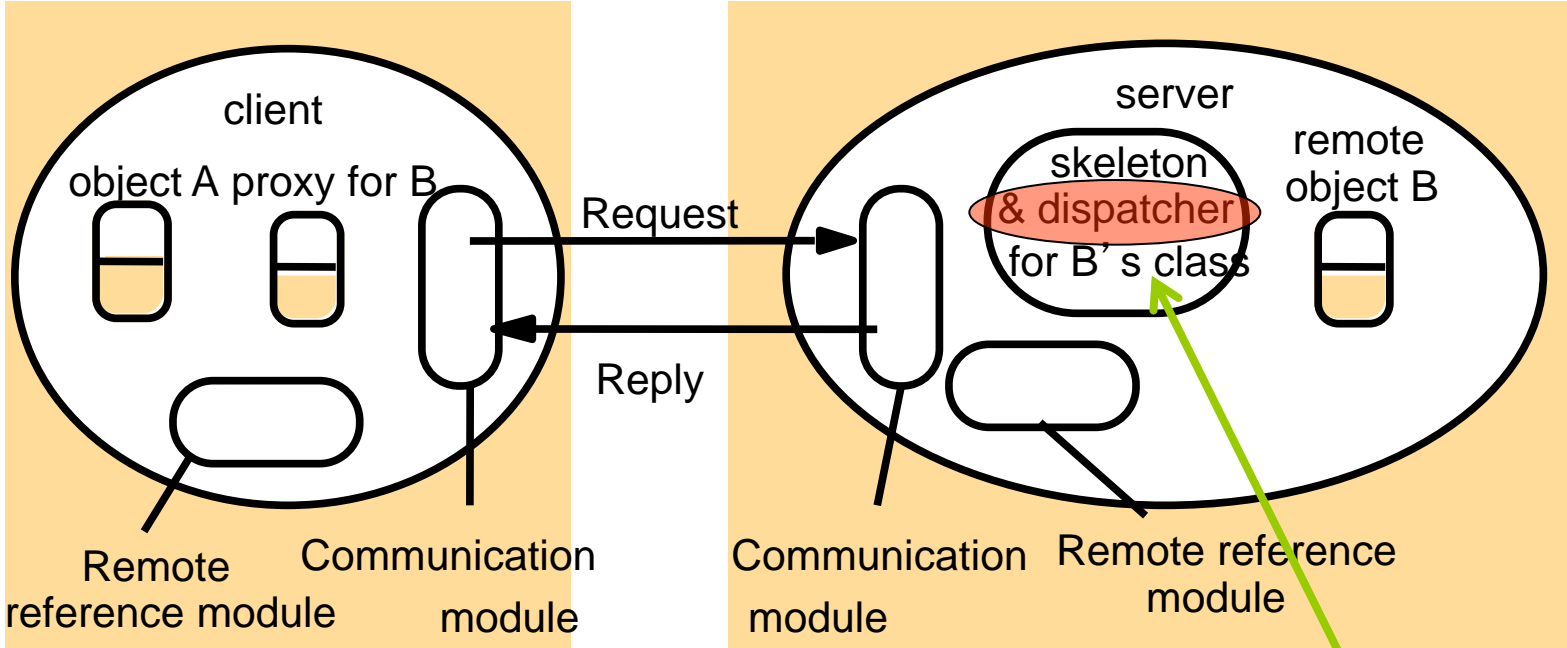 client
object A proxy for B
Request
Reply
Remote
reference module
Communication
module
server
skeleton
& dispatcher
for B’ s class
remote
object B
Communication
module
Remote reference
module